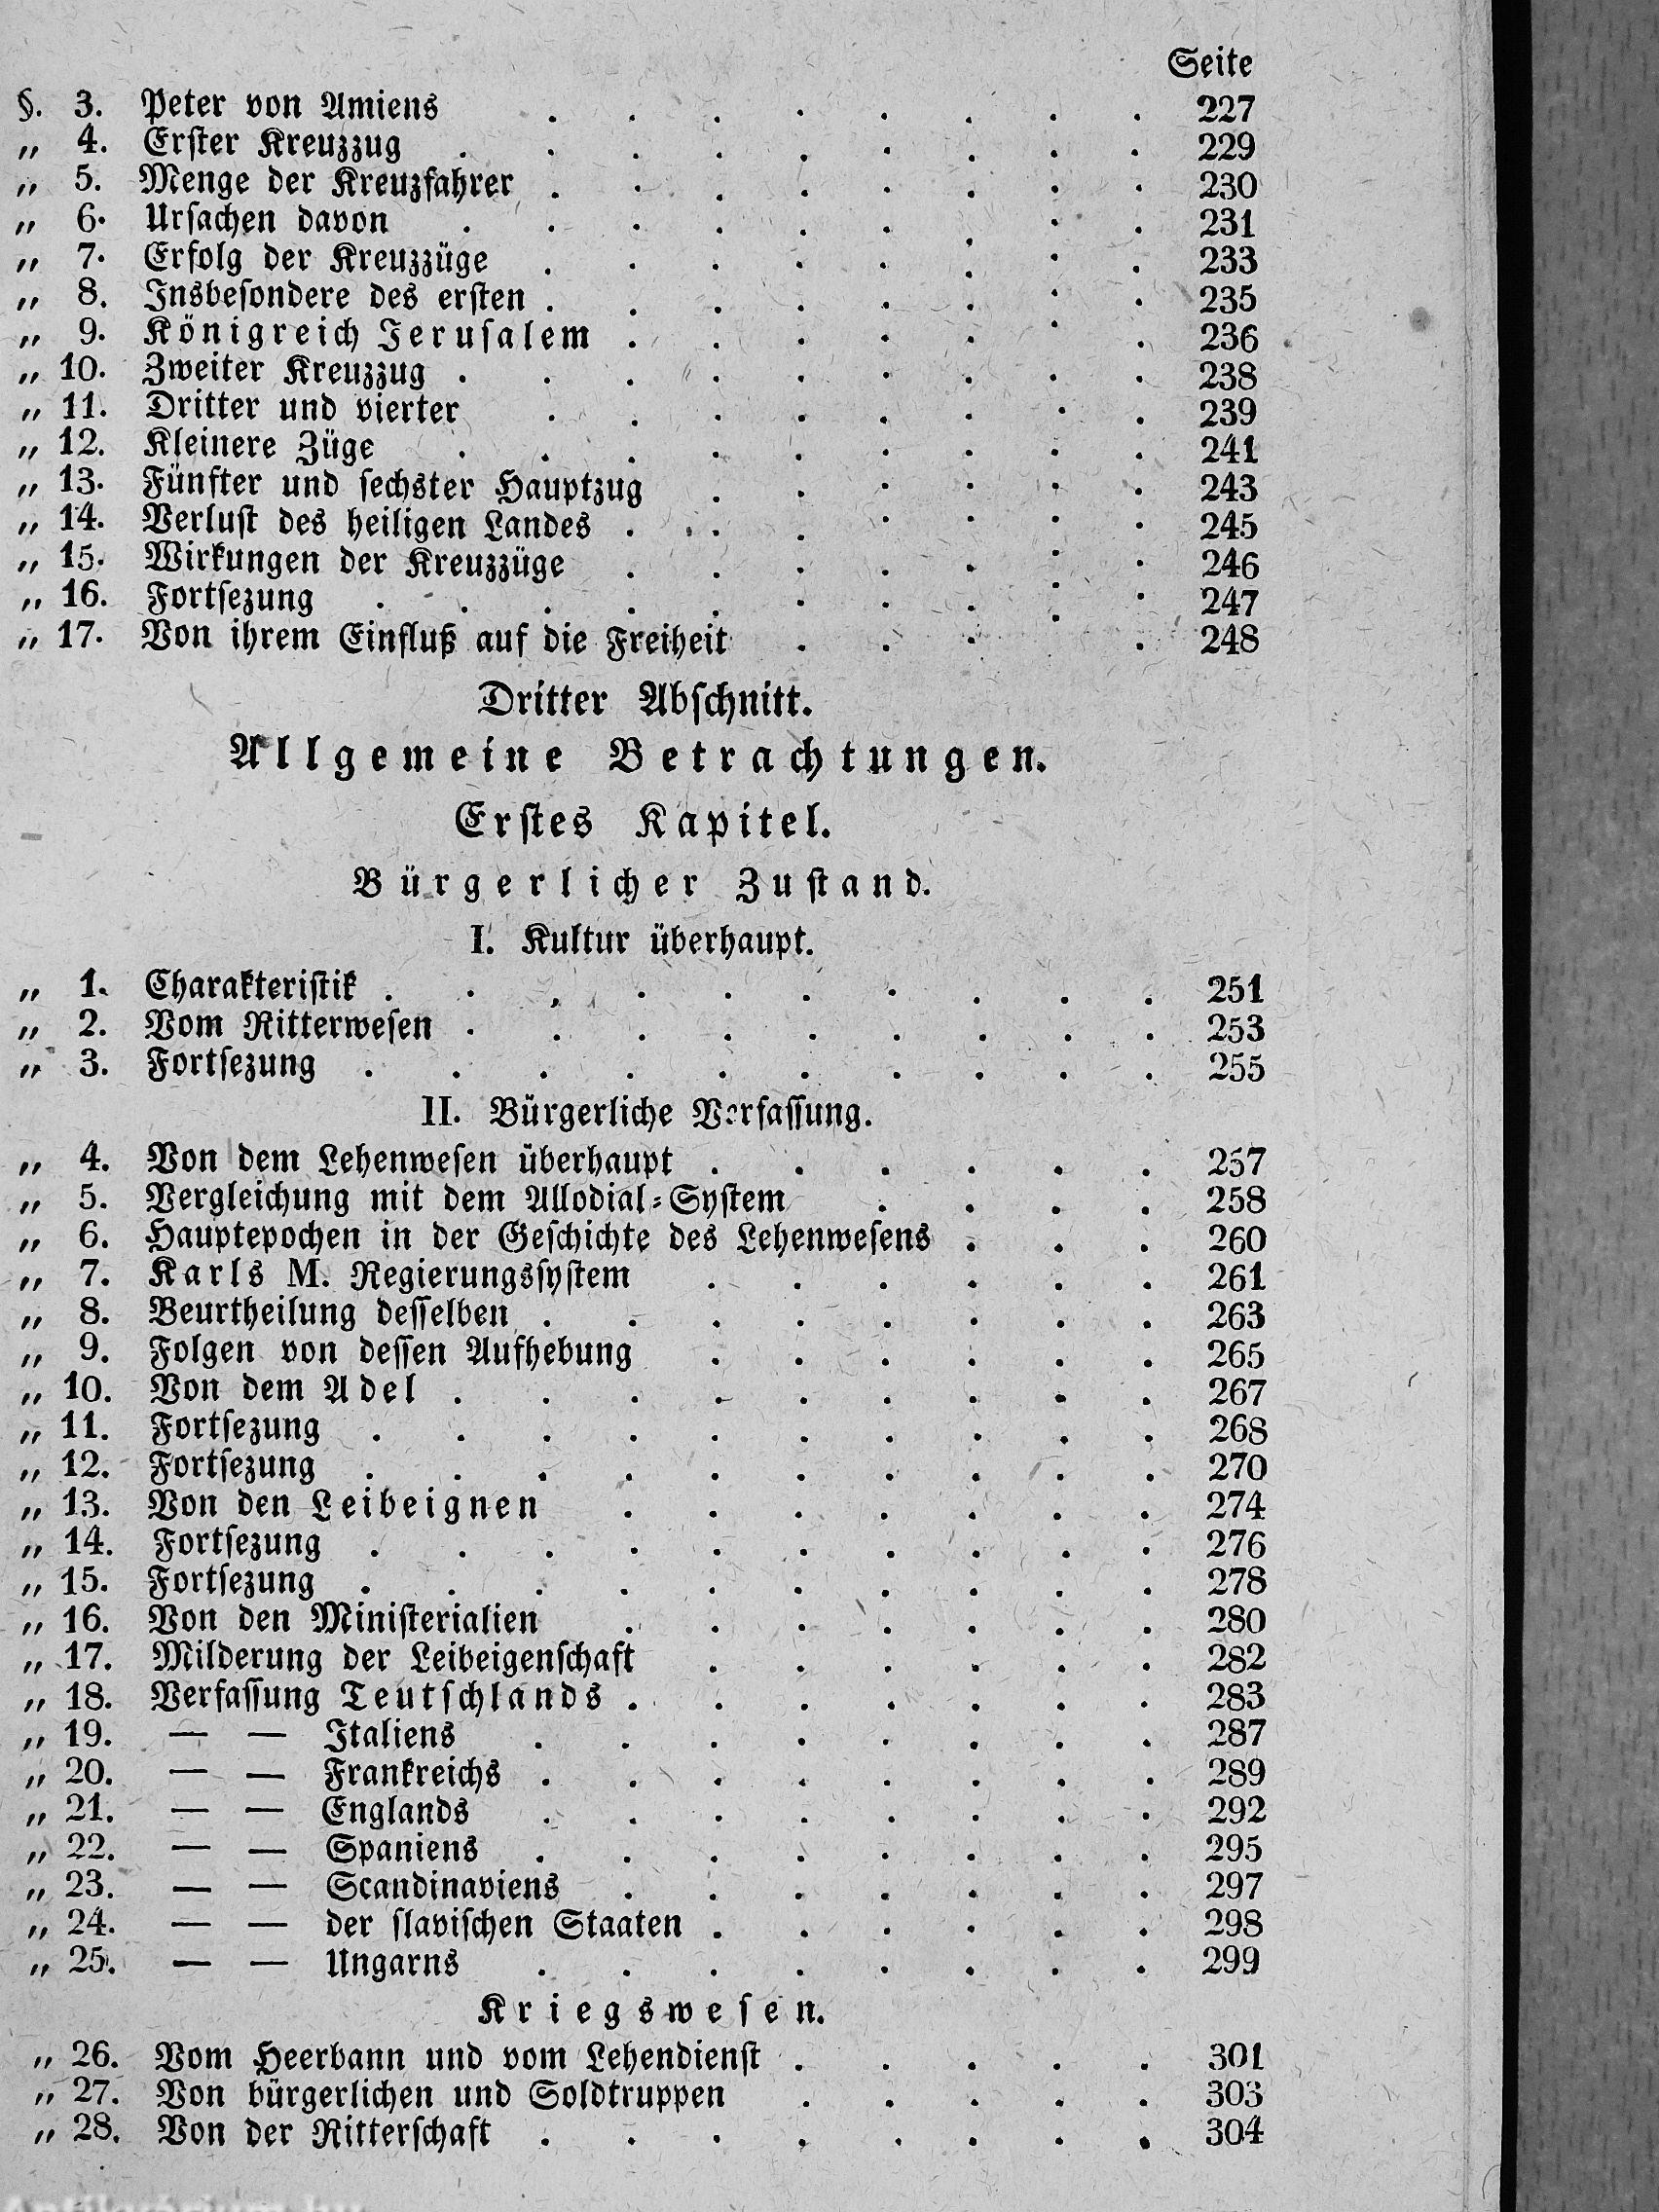 Seite
§. 3. Peter von Amiens . . . . . . . . 227
„ 4. Erster Kreuzzug . . . . . . . . . 229
„ 5. Menge der Kreuzfahrer . . . . . . . . 230
„ 6. Ursachen davon . . . . . . . . . 231
„ 7. Erfolg der Kreuzzüge . . . . . . . . 233
„ 8. Insbesondere des ersten . . . . . . . . 235
„ 9. Königreich Jerusalem . . . . . . . 236
„ 10. Zweiter Kreuzzug . . . . . . . . . 238
„ 11. Dritter und vierter . . . . . . . . 239
„ 12. Kleinere Züge . . . . . . . . . 241
„ 13. Fünfter und sechster Hauptzug . . . . . . 243
„ 14. Verlust des heiligen Landes . . . . . . . 245
„ 15. Wirkungen der Kreuzzüge . . . . . . . 246
„ 16. Fortsezung . . . . . . . . . . 247
„ 17. Von ihrem Einfluß auf die Freiheit . . . . . 248
Dritter Abschnitt.
Allgemeine Betrachtungen.
Erstes Kapitel.
Bürgerlicher Zustand.
I. Kultur überhaupt.
„ 1. Charakteristik . . . . . . . . . . 251
„ 2. Vom Ritterwesen . . . . . . . . . 253
„ 3. Fortsezung . . . . . . . . . . 255
II. Bürgerliche Verfassung.
„ 4. Von dem Lehenwesen überhaupt . . . . . . 257
„ 5. Vergleichung mit dem Allodial-System . . . . 258
„ 6. Hauptepochen in der Geschichte des Lehenwesens . . . 260
„ 7. Karls M. Regierungssystem . . . . . . 261
„ 8. Beurtheilung desselben . . . . . . . . 263
„ 9. Folgen von dessen Aufhebung . . . . . . 265
„ 10. Von dem Adel . . . . . . . . . 267
„ 11. Fortsezung . . . . . . . . . . 268
„ 12. Fortsezung . . . . . . . . . . 270
„ 13. Von den Leibeignen . . . . . . . 274
„ 14. Fortsezung . . . . . . . . . . 276
„ 15. Fortsezung . . . . . . . . . . 278
„ 16. Von den Ministerialien . . . . . . . 280
„ 17. Milderung der Leibeigenschaft . . . . . . 282
„ 18. Verfassung Teutschlands . . . . . . . 283
„ 19. — — Italiens . . . . . . . . 287
„ 20. — — Frankreichs . . . . . . . . 289
„ 21. — — Englands . . . . . . . . 292
„ 22. — — Spaniens . . . . . . . . 295
„ 23. — — Scandinaviens . . . . . . . 297
„ 24. — — der slavischen Staaten . . . . . . 298
„ 25. — — Ungarns . . . . . . . . 299
Kriegswesen.
„ 26. Vom Heerbann und vom Lehendienst . . . . . 301
„ 27. Von bürgerlichen und Soldtruppen . . . . . 303
„ 28. Von der Ritterschaft . . . . . . . . 304